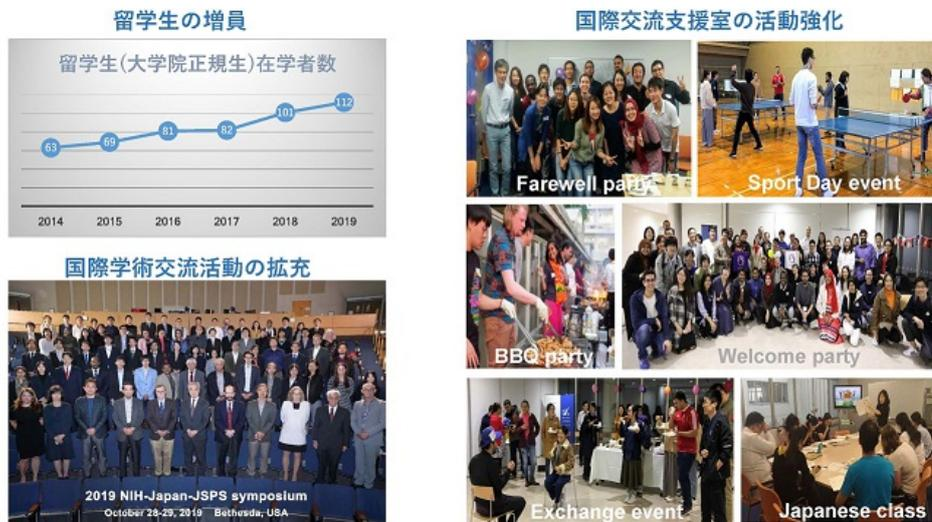 留学生の増員
留学生(大学院正規生)在学者数
63
69
81
82
101
112
2014 2015 2016 2017 2018 2019
国際学術交流活動の拡充
2019 NIH-Japan-JSPS symposium
October 28-29, 2019 Bethesda, USA
国際交流支援室の活動強化
Farewell party
Sport Day event
BBQ party
Welcome party
Exchange event
Japanese class